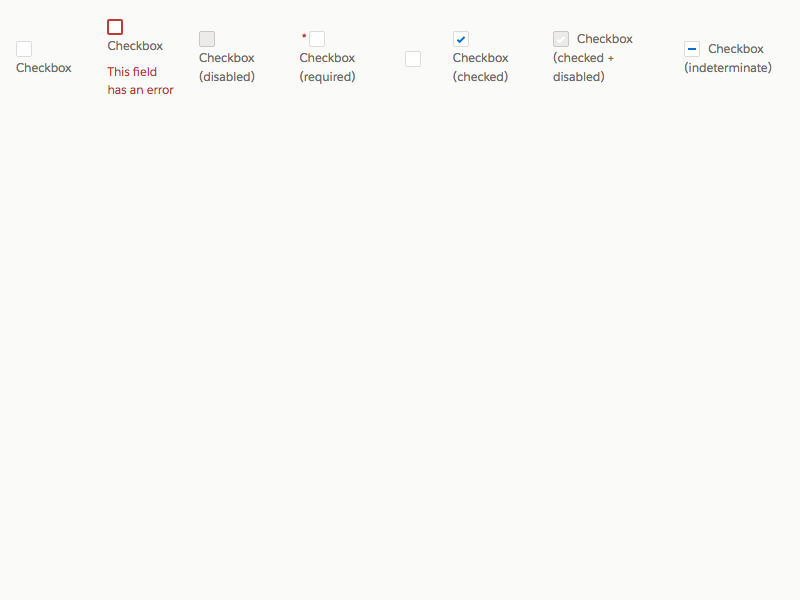 Checkbox
Checkbox
This field
has an error
Checkbox
(disabled)
*
Checkbox
(required)
Checkbox
(checked)
Checkbox
(checked +
disabled)
Checkbox
(indeterminate)